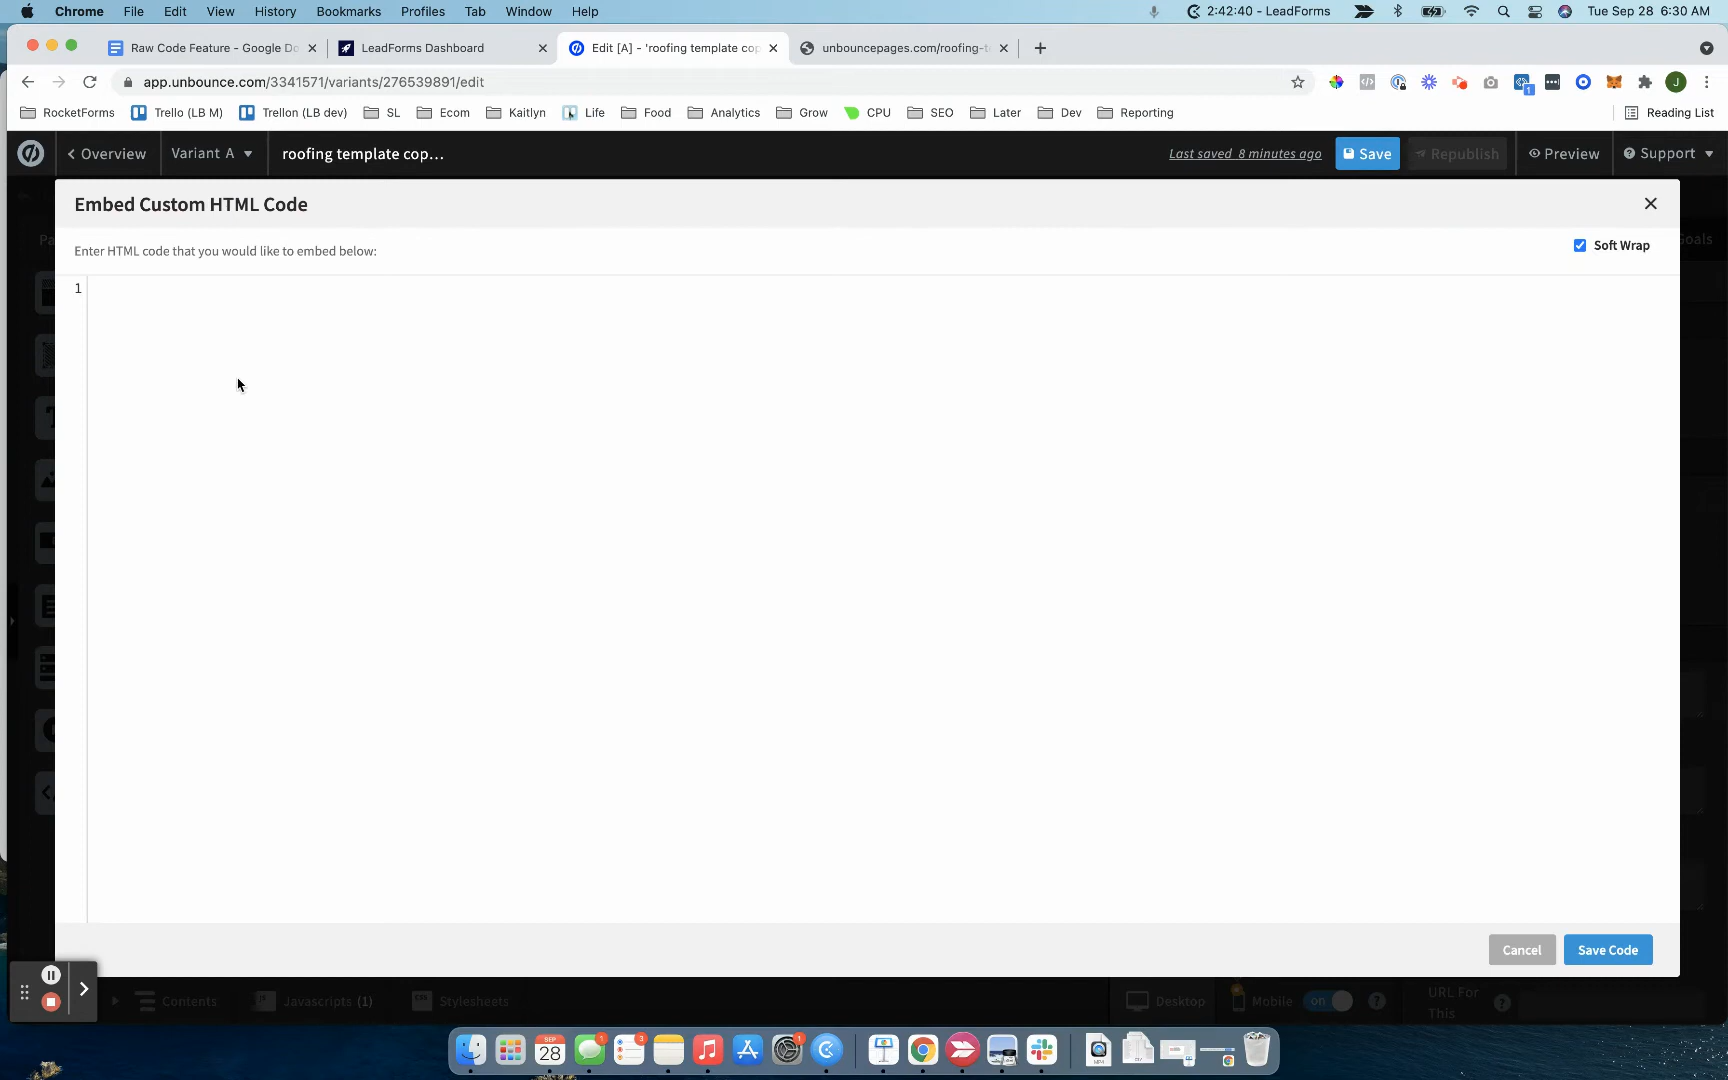 Chrome File Edit View History Bookmarks Profiles Tab Window Help 2:42:40 - LeadForms Tue Sep 28 6:30 AM
Raw Code Feature - Google Do LeadForms Dashboard Edit [A] - 'roofing template cop unbouncepages.com/roofing-t
app.unbounce.com/3341571/variants/276539891/edit
RocketForms Trello (LB M) Trellon (LB dev) SL Ecom Kaitlyn Life Food Analytics Grow CPU SEO Later Dev Reporting Reading List
Overview Variant A roofing template cop... Last saved 8 minutes ago Save Republish Preview Support
Embed Custom HTML Code
Enter HTML code that you would like to embed below: Soft Wrap
Goals
1
Cancel Save Code
Contents Javascripts (1) Stylesheets Desktop Mobile on URL For
This
SEP
28